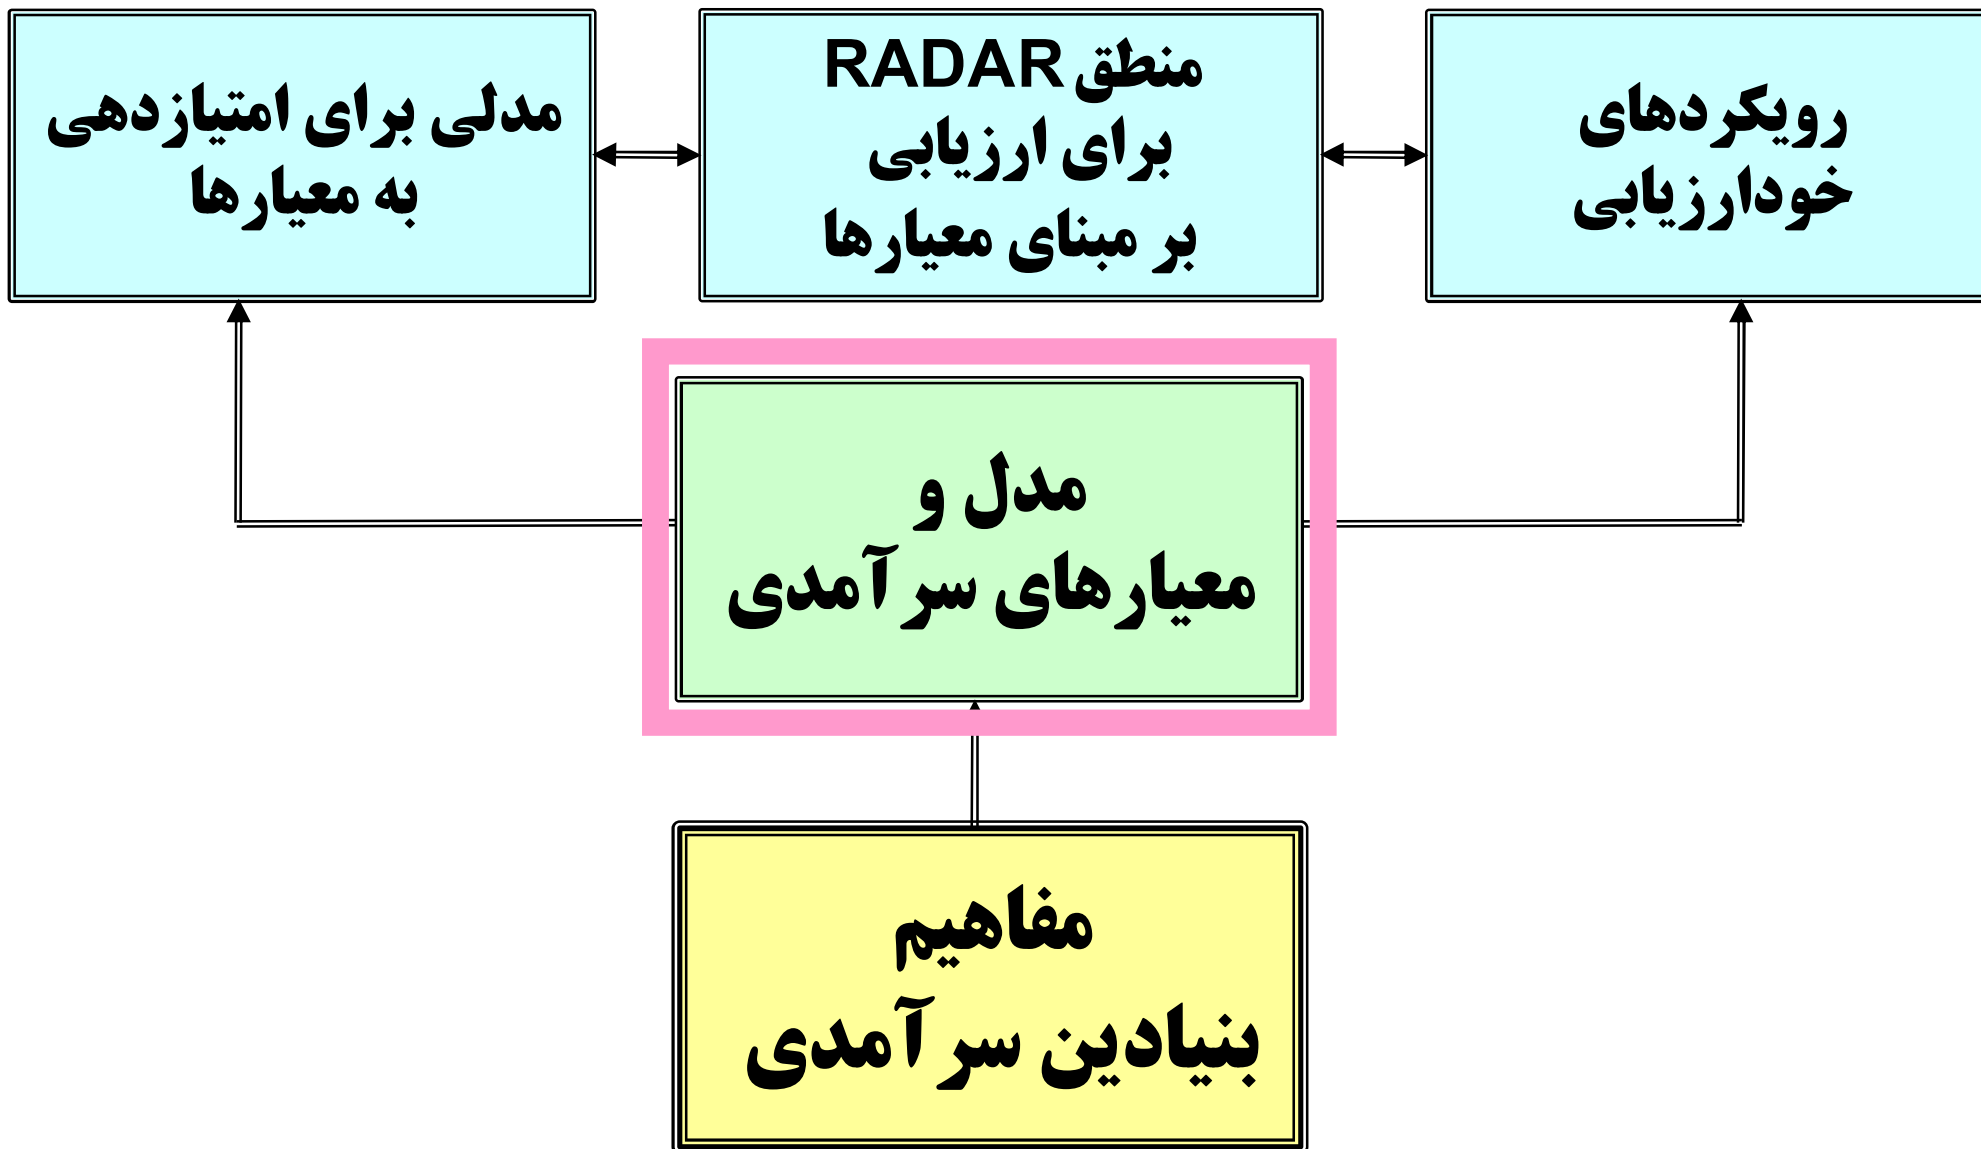 رویکردهای
خودارزیابی
منطق RADAR
برای ارزیابی
بر مبنای معیارها
مدلی برای امتیازدهی
به معیارها
مدل و
معیارهای سرآمدی
مفاهیم
بنیادین سرآمدی